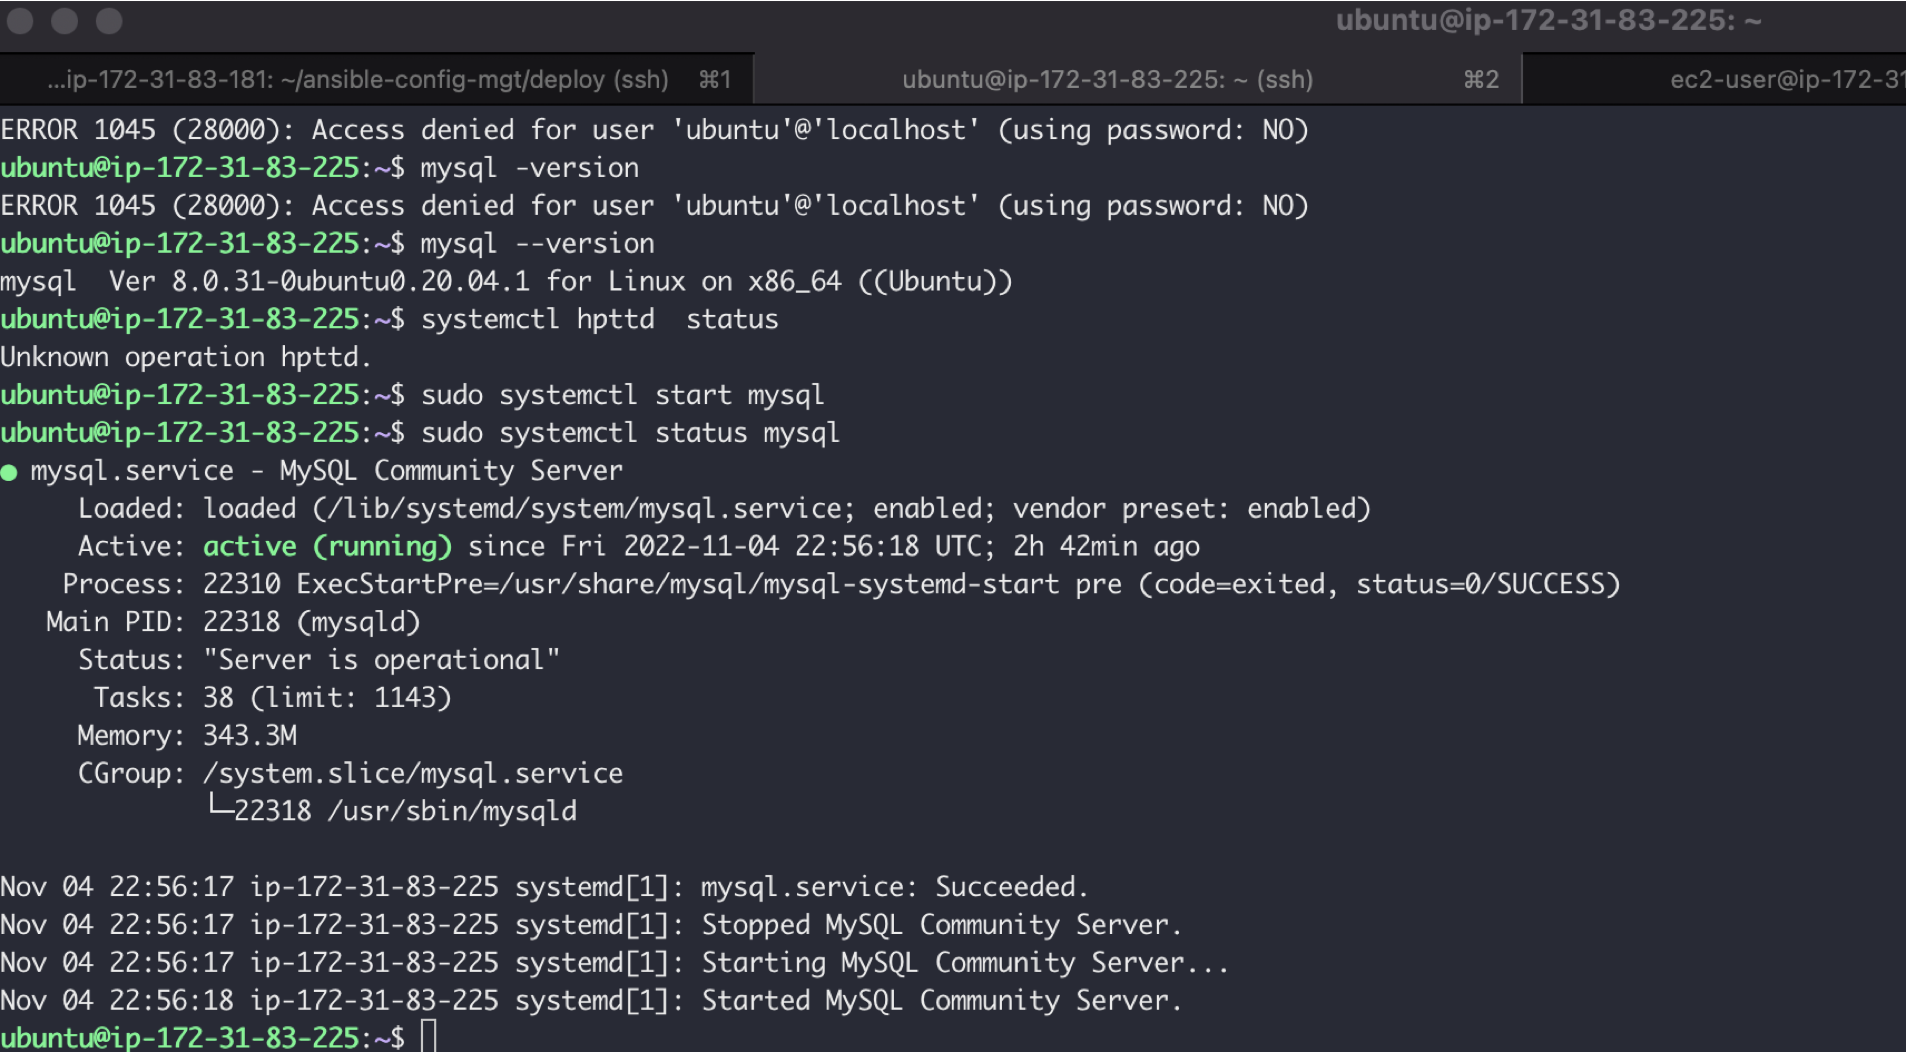 ubuntu@ip-172-31-83-225: ~
...ip-172-31-83-181: ~/ansible-config-mgt/deploy (ssh) ⌘1 ubuntu@ip-172-31-83-225: ~ (ssh) ⌘2 ec2-user@ip-172-31
ERROR 1045 (28000): Access denied for user 'ubuntu'@'localhost' (using password: NO)
ubuntu@ip-172-31-83-225:~$ mysql -version
ERROR 1045 (28000): Access denied for user 'ubuntu'@'localhost' (using password: NO)
ubuntu@ip-172-31-83-225:~$ mysql --version
mysql  Ver 8.0.31-0ubuntu0.20.04.1 for Linux on x86_64 ((Ubuntu))
ubuntu@ip-172-31-83-225:~$ systemctl hpttd  status
Unknown operation hpttd.
ubuntu@ip-172-31-83-225:~$ sudo systemctl start mysql
ubuntu@ip-172-31-83-225:~$ sudo systemctl status mysql
● mysql.service - MySQL Community Server
     Loaded: loaded (/lib/systemd/system/mysql.service; enabled; vendor preset: enabled)
     Active: active (running) since Fri 2022-11-04 22:56:18 UTC; 2h 42min ago
    Process: 22310 ExecStartPre=/usr/share/mysql/mysql-systemd-start pre (code=exited, status=0/SUCCESS)
   Main PID: 22318 (mysqld)
     Status: "Server is operational"
      Tasks: 38 (limit: 1143)
     Memory: 343.3M
     CGroup: /system.slice/mysql.service
             └─22318 /usr/sbin/mysqld
Nov 04 22:56:17 ip-172-31-83-225 systemd[1]: mysql.service: Succeeded.
Nov 04 22:56:17 ip-172-31-83-225 systemd[1]: Stopped MySQL Community Server.
Nov 04 22:56:17 ip-172-31-83-225 systemd[1]: Starting MySQL Community Server...
Nov 04 22:56:18 ip-172-31-83-225 systemd[1]: Started MySQL Community Server.
ubuntu@ip-172-31-83-225:~$